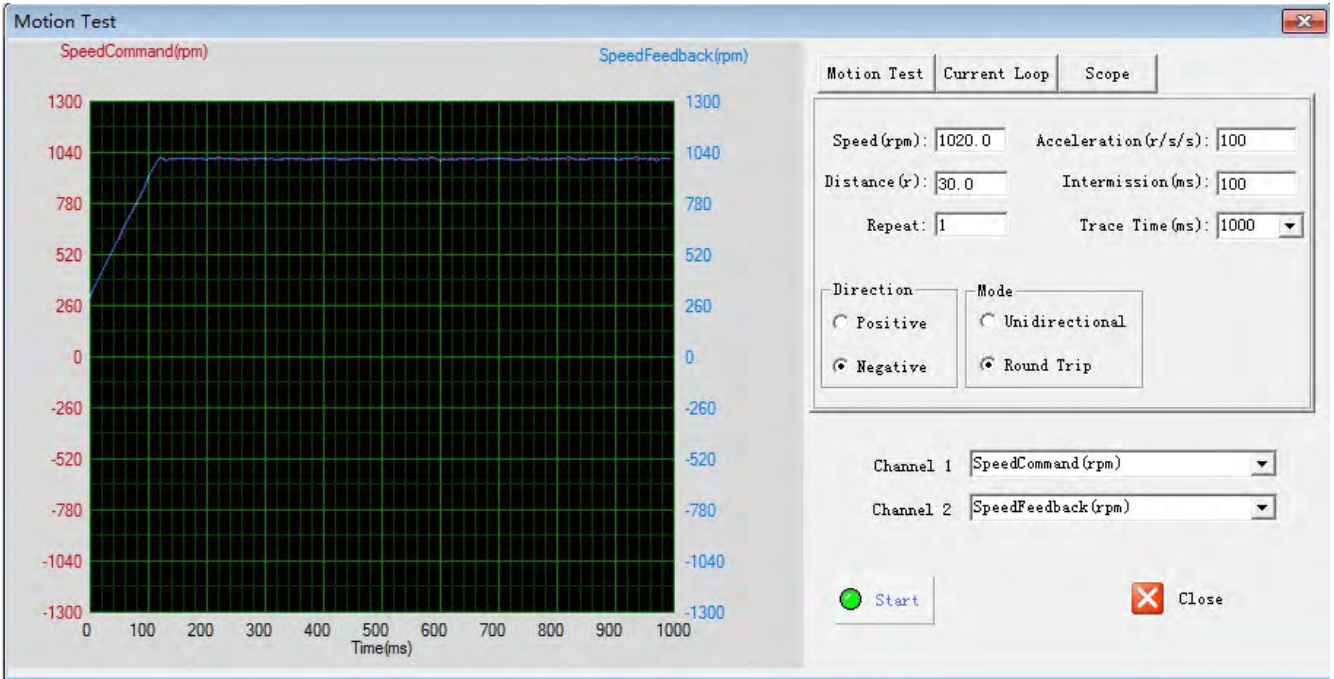 Motion Test
SpeedCommand(rpm)
SpeedFeedback(rpm)
1300
1040
780
520
260
0
-260
-520
-780
-1040
-1300
1300
1040
780
520
260
0
-260
-520
-780
-1040
-1300
0 100 200 300 400 500 600 700 800 900 1000
Time(ms)
Motion Test Current Loop Scope
Speed(rpm): 1020.0 Acceleration(r/s/s): 100
Distance(r): 30.0 Intermission(ms): 100
Repeat: 1 Trace Time(ms): 1000
Direction Mode
Positive Unidirectional
Negative Round Trip
Channel 1 SpeedCommand(rpm)
Channel 2 SpeedFeedback(rpm)
Start Close